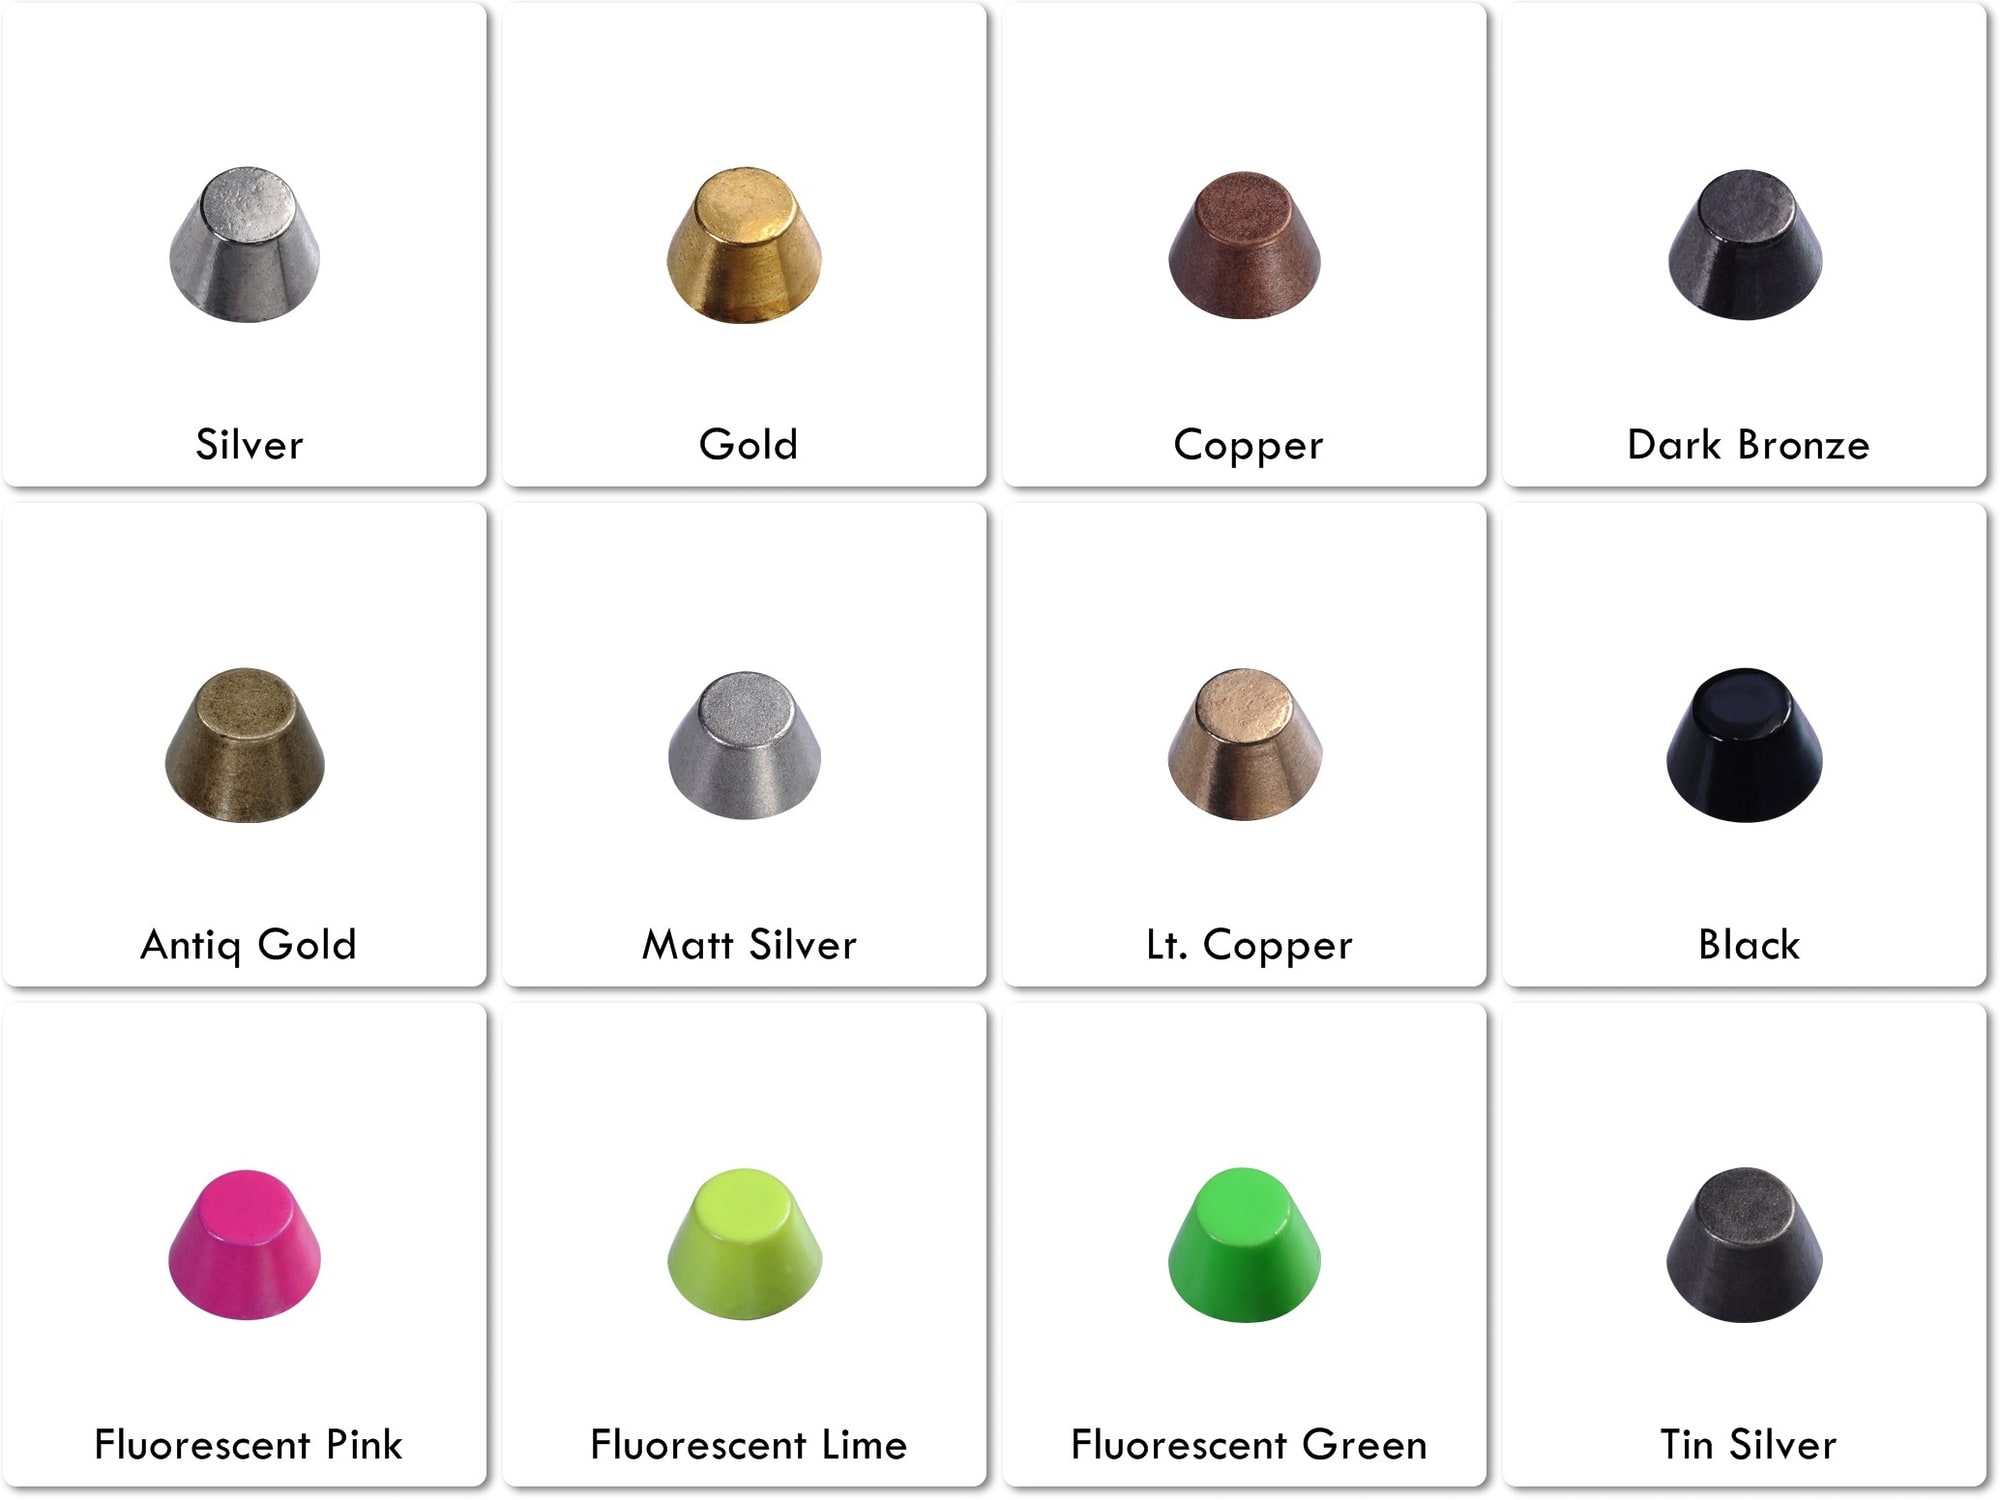 Silver
Gold
Copper
Dark Bronze
Antiq Gold
Matt Silver
Lt. Copper
Black
Fluorescent Pink
Fluorescent Lime
Fluorescent Green
Tin Silver